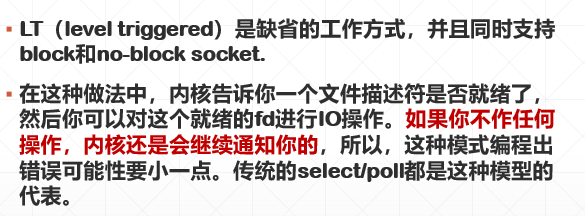 ▪ LT（level triggered）是缺省的工作方式，并且同时支持
block和no-block socket.
▪ 在这种做法中，内核告诉你一个文件描述符是否就绪了，
然后你可以对这个就绪的fd进行IO操作。如果你不作任何
操作，内核还是会继续通知你的，所以，这种模式编程出
错误可能性要小一点。传统的select/poll都是这种模型的
代表。